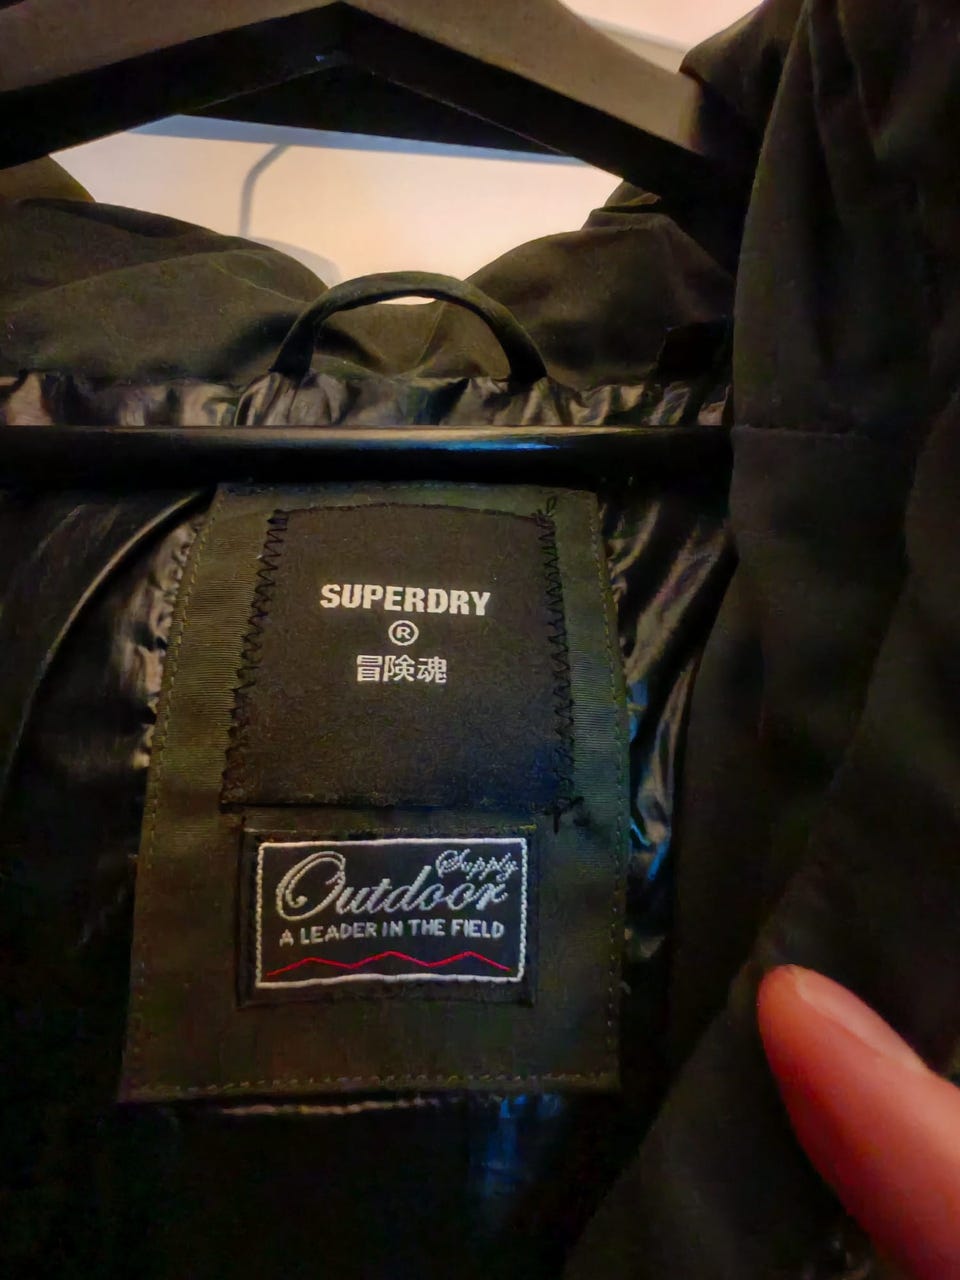 SUPERDRY
®
冒険魂
Supply
Outdoor
A LEADER IN THE FIELD